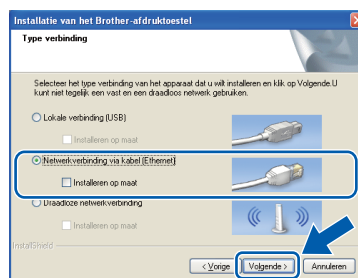 Installatie van het Brother-afdruktoestel
Type verbinding
Selecteer het type verbinding van het apparaat dat u wilt installeren en klik op Volgende.U
kunt niet tegelijk een vast en een draadloos netwerk gebruiken.
Lokale verbinding (USB)
Installeren op maat
Netwerkverbinding via kabel (Ethernet)
Installeren op maat
Draadloze netwerkverbinding
Installeren op maat
InstallShield
< Vorige
Volgende >
Annuleren